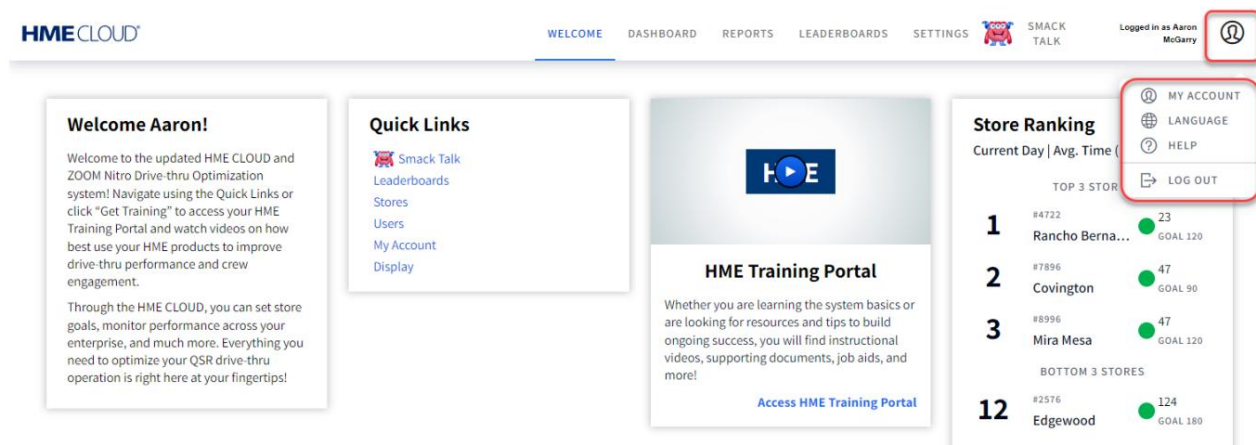 HME CLOUD®
WELCOME
DASHBOARD
REPORTS
LEADERBOARDS
SETTINGS
SMACK
TALK
Logged in as Aaron
McGarry
MY ACCOUNT
LANGUAGE
HELP
LOG OUT
Welcome Aaron!
Welcome to the updated HME CLOUD and
ZOOM Nitro Drive-thru Optimization
system! Navigate using the Quick Links or
click “Get Training” to access your HME
Training Portal and watch videos on how
best use your HME products to improve
drive-thru performance and crew
engagement.
Through the HME CLOUD, you can set store
goals, monitor performance across your
enterprise, and much more. Everything you
need to optimize your QSR drive-thru
operation is right here at your fingertips!
Quick Links
Smack Talk
Leaderboards
Stores
Users
My Account
Display
HME Training Portal
Whether you are learning the system basics or
are looking for resources and tips to build
ongoing success, you will find instructional
videos, supporting documents, job aids, and
more!
Access HME Training Portal
Store Ranking
Current Day | Avg. Time (
TOP 3 STOR
1
#4722
Rancho Berna...
23
GOAL 120
2
#7896
Covington
47
GOAL 90
3
#8996
Mira Mesa
47
GOAL 120
BOTTOM 3 STORES
12
#2576
Edgewood
124
GOAL 180